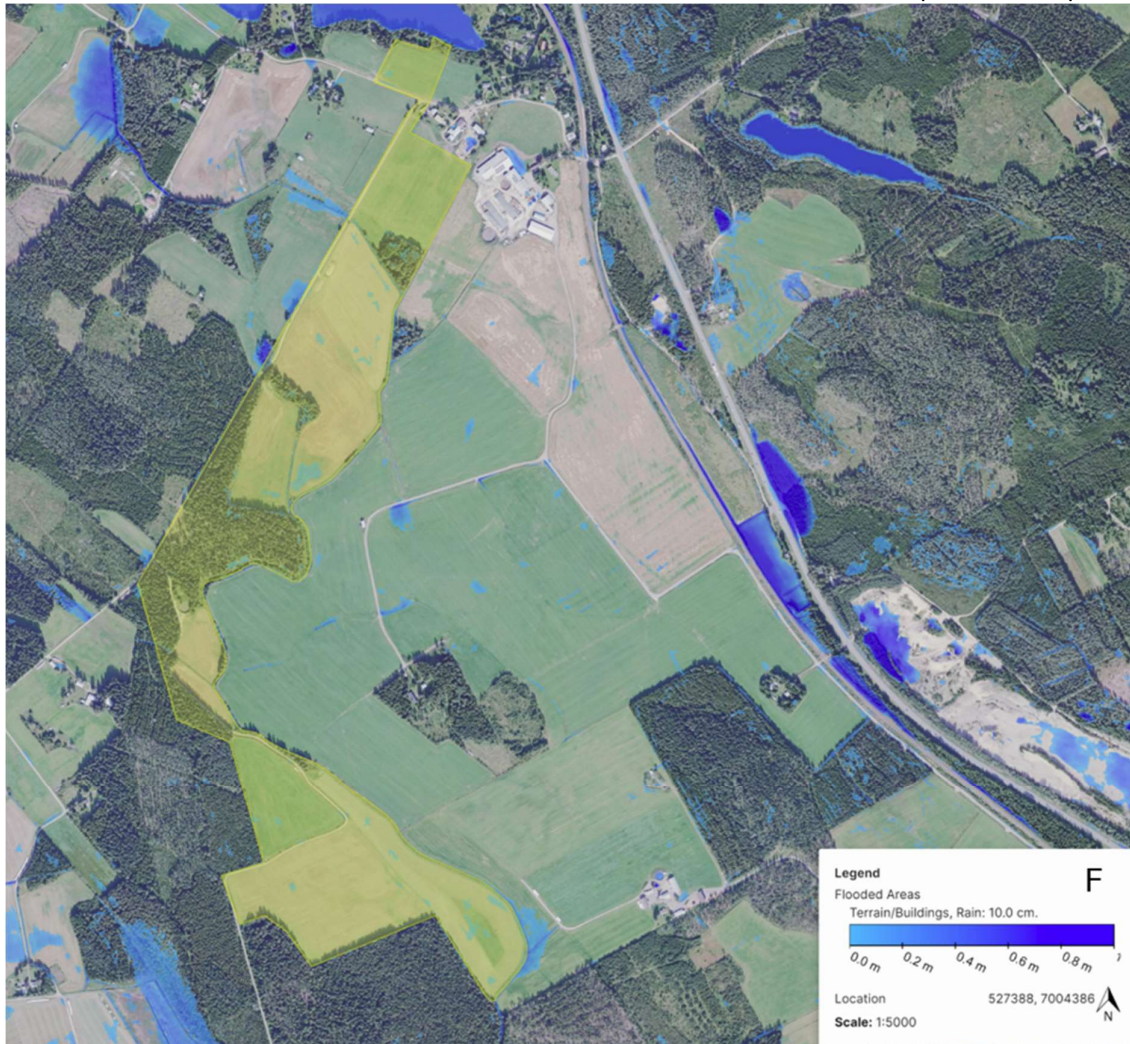 Legend
F
Flooded Areas
Terrain/Buildings, Rain: 10.0 cm.
0.0 m 0.2 m 0.4 m 0.6 m 0.8 m
Location 527388, 7004386
N
Scale: 1:5000